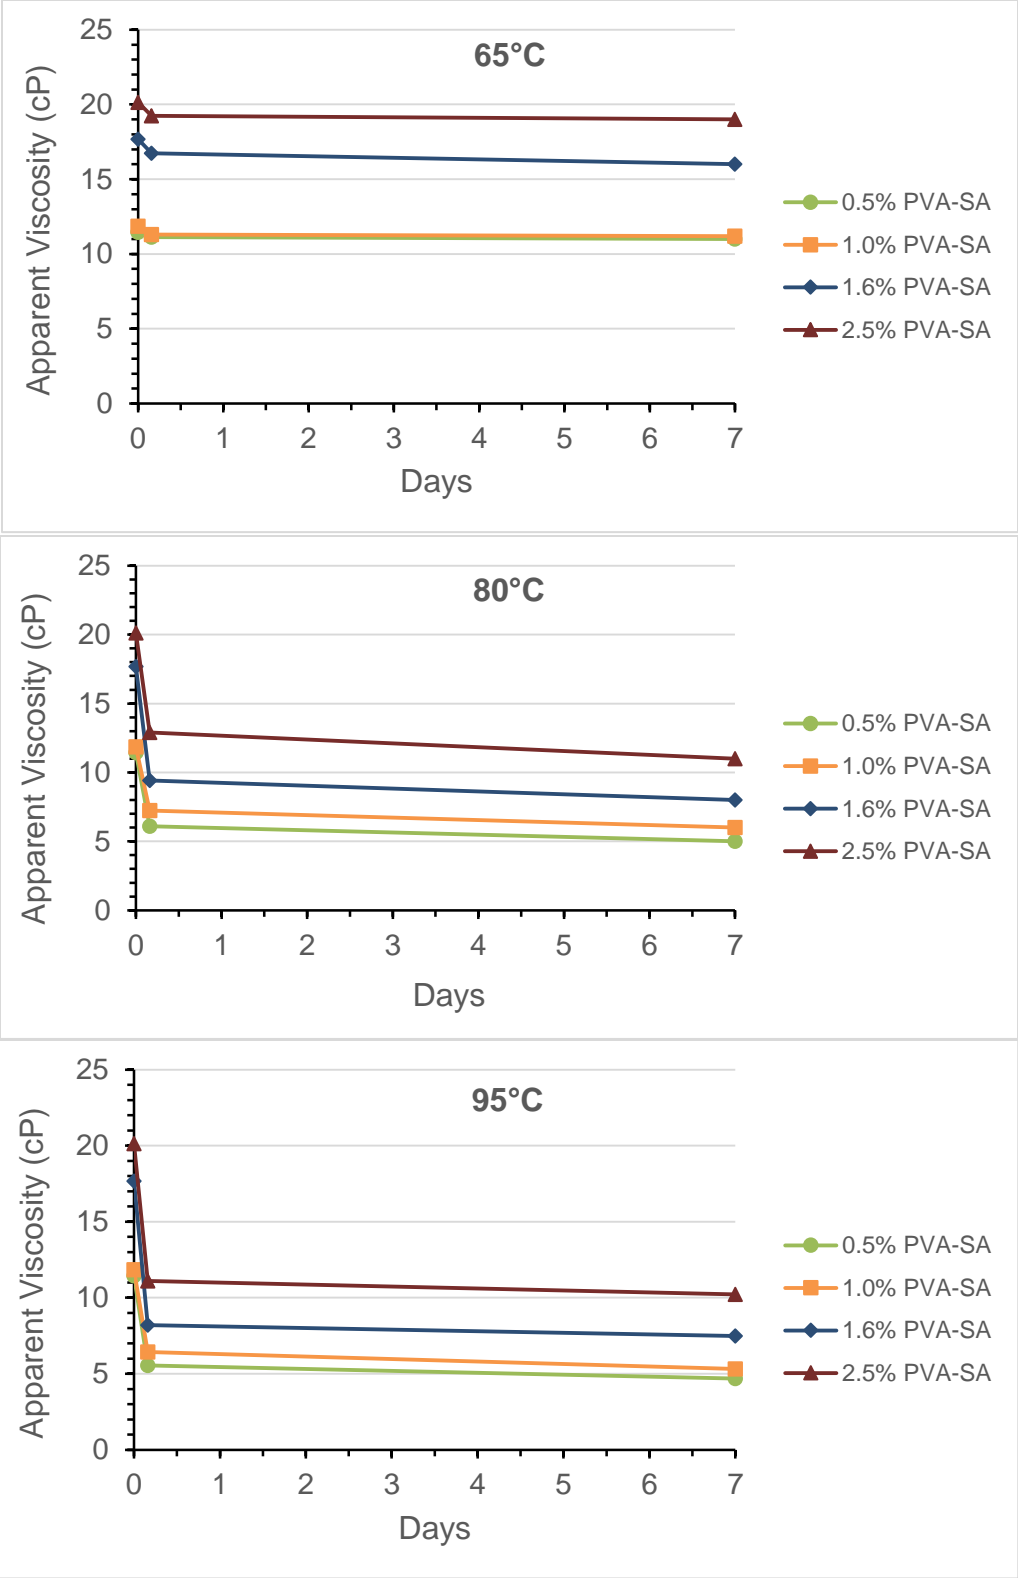 65°C
Apparent Viscosity (cP)
25
20
15
10
5
0
0 1 2 3 4 5 6 7
Days
0.5% PVA-SA
1.0% PVA-SA
1.6% PVA-SA
2.5% PVA-SA
80°C
Apparent Viscosity (cP)
25
20
15
10
5
0
0 1 2 3 4 5 6 7
Days
0.5% PVA-SA
1.0% PVA-SA
1.6% PVA-SA
2.5% PVA-SA
95°C
Apparent Viscosity (cP)
25
20
15
10
5
0
0 1 2 3 4 5 6 7
Days
0.5% PVA-SA
1.0% PVA-SA
1.6% PVA-SA
2.5% PVA-SA